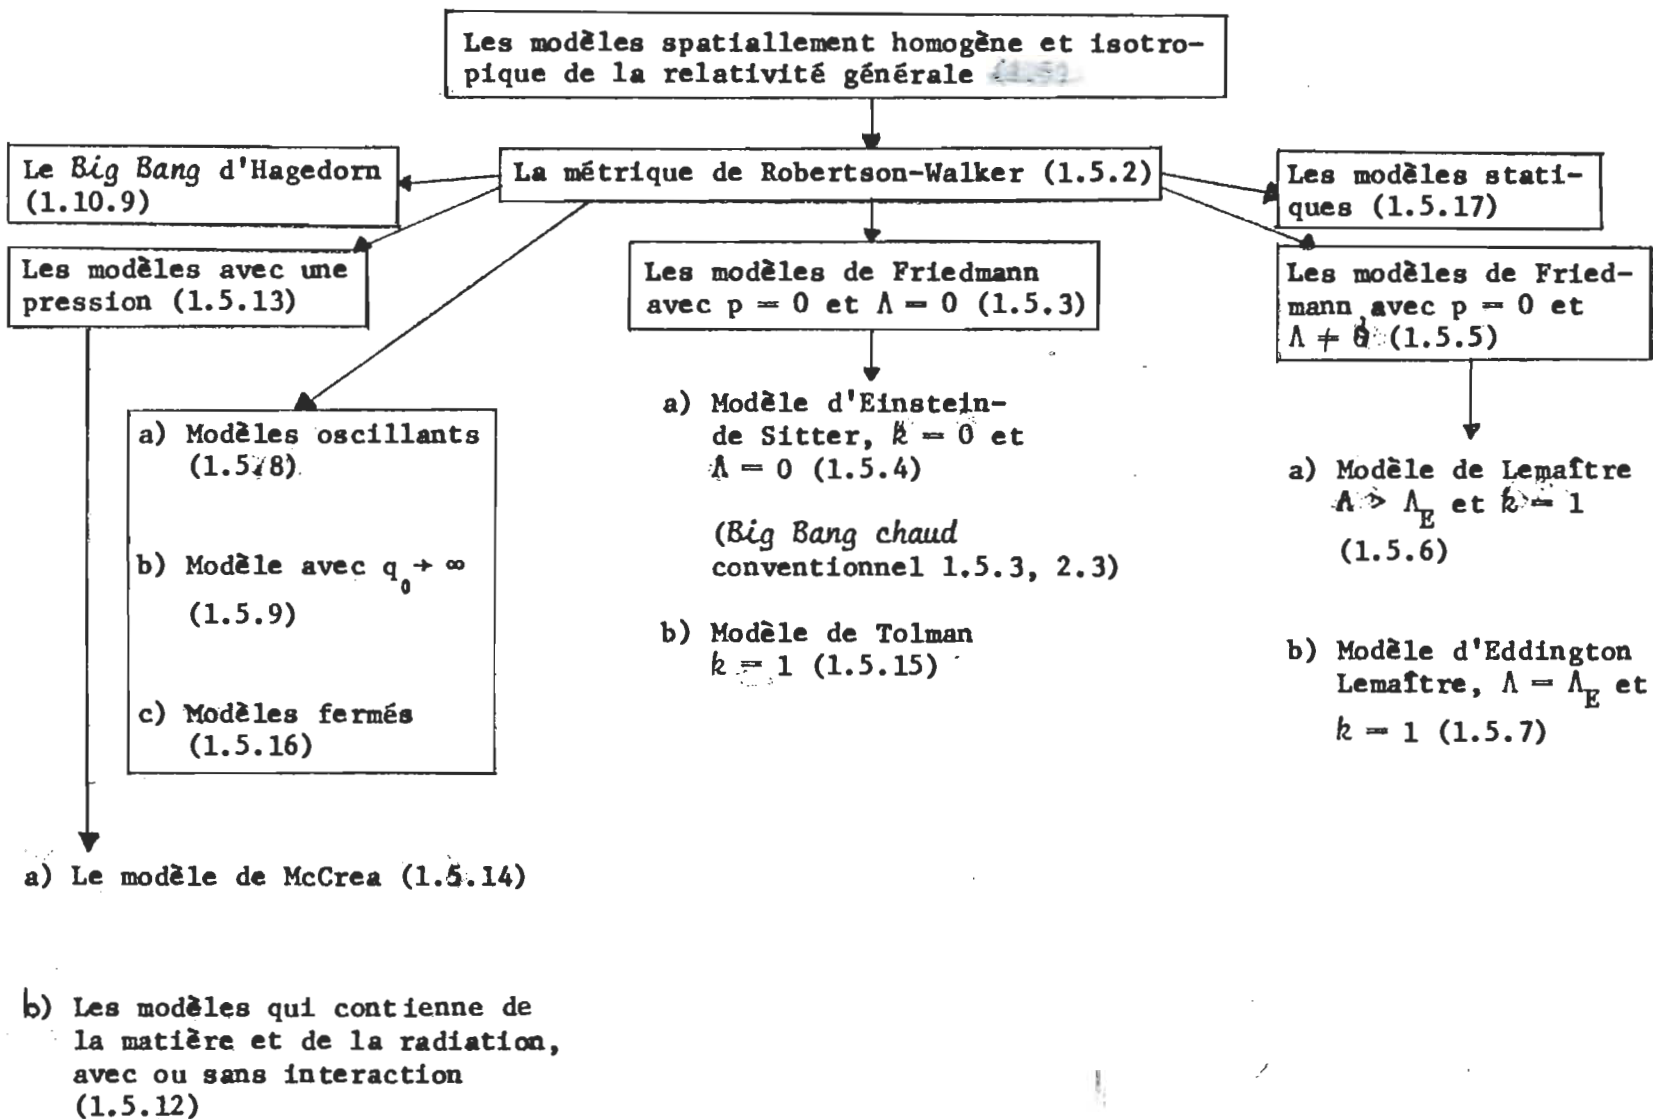 Les modèles spatiallement homogène et isotro-
pique de la relativité générale
Le Big Bang d'Hagedorn
(1.10.9)
La métrique de Robertson-Walker (1.5.2)
Les modèles stati-
ques (1.5.17)
Les modèles avec une
pression (1.5.13)
Les modèles de Friedmann
avec p = 0 et Λ = 0 (1.5.3)
Les modèles de Fried-
mann avec p = 0 et
Λ ≠ 0 (1.5.5)
a) Modèles oscillants
(1.5.8)
b) Modèle avec q₀ → ∞
(1.5.9)
c) Modèles fermés
(1.5.16)
a) Modèle d'Einstein-
de Sitter, k = 0 et
Λ = 0 (1.5.4)
(Big Bang chaud
conventionnel 1.5.3, 2.3)
b) Modèle de Tolman
k = 1 (1.5.15)
a) Modèle de Lemaître
Λ > Λ_E et k = 1
(1.5.6)
b) Modèle d'Eddington
Lemaître, Λ = Λ_E et
k = 1 (1.5.7)
a) Le modèle de McCrea (1.5.14)
b) Les modèles qui contienne de
la matière et de la radiation,
avec ou sans interaction
(1.5.12)